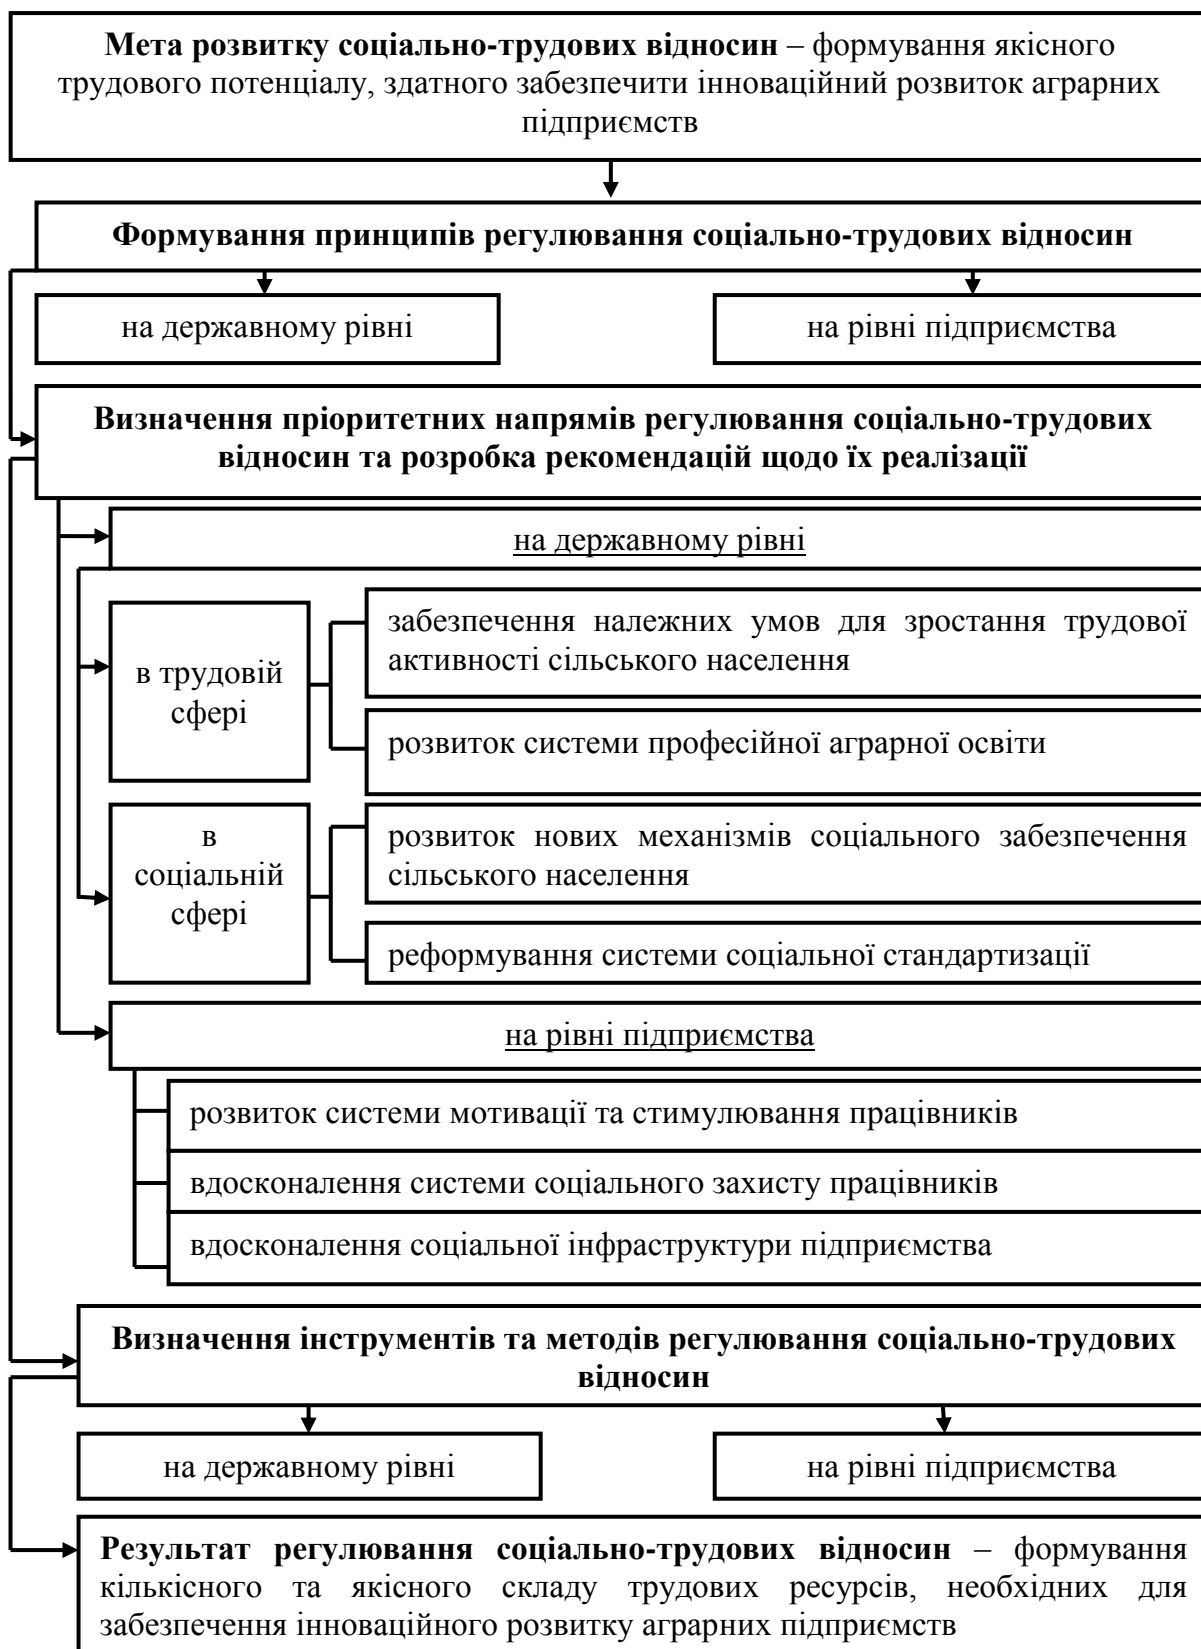 Мета розвитку соціально-трудових відносин – формування якісного
трудового потенціалу, здатного забезпечити інноваційний розвиток аграрних
підприємств
Формування принципів регулювання соціально-трудових відносин
на державному рівні
на рівні підприємства
Визначення пріоритетних напрямів регулювання соціально-трудових
відносин та розробка рекомендацій щодо їх реалізації
на державному рівні
в трудовій
сфері
забезпечення належних умов для зростання трудової
активності сільського населення
розвиток системи професійної аграрної освіти
в
соціальній
сфері
розвиток нових механізмів соціального забезпечення
сільського населення
реформування системи соціальної стандартизації
на рівні підприємства
розвиток системи мотивації та стимулювання працівників
вдосконалення системи соціального захисту працівників
вдосконалення соціальної інфраструктури підприємства
Визначення інструментів та методів регулювання соціально-трудових
відносин
на державному рівні
на рівні підприємства
Результат регулювання соціально-трудових відносин – формування
кількісного та якісного складу трудових ресурсів, необхідних для
забезпечення інноваційного розвитку аграрних підприємств